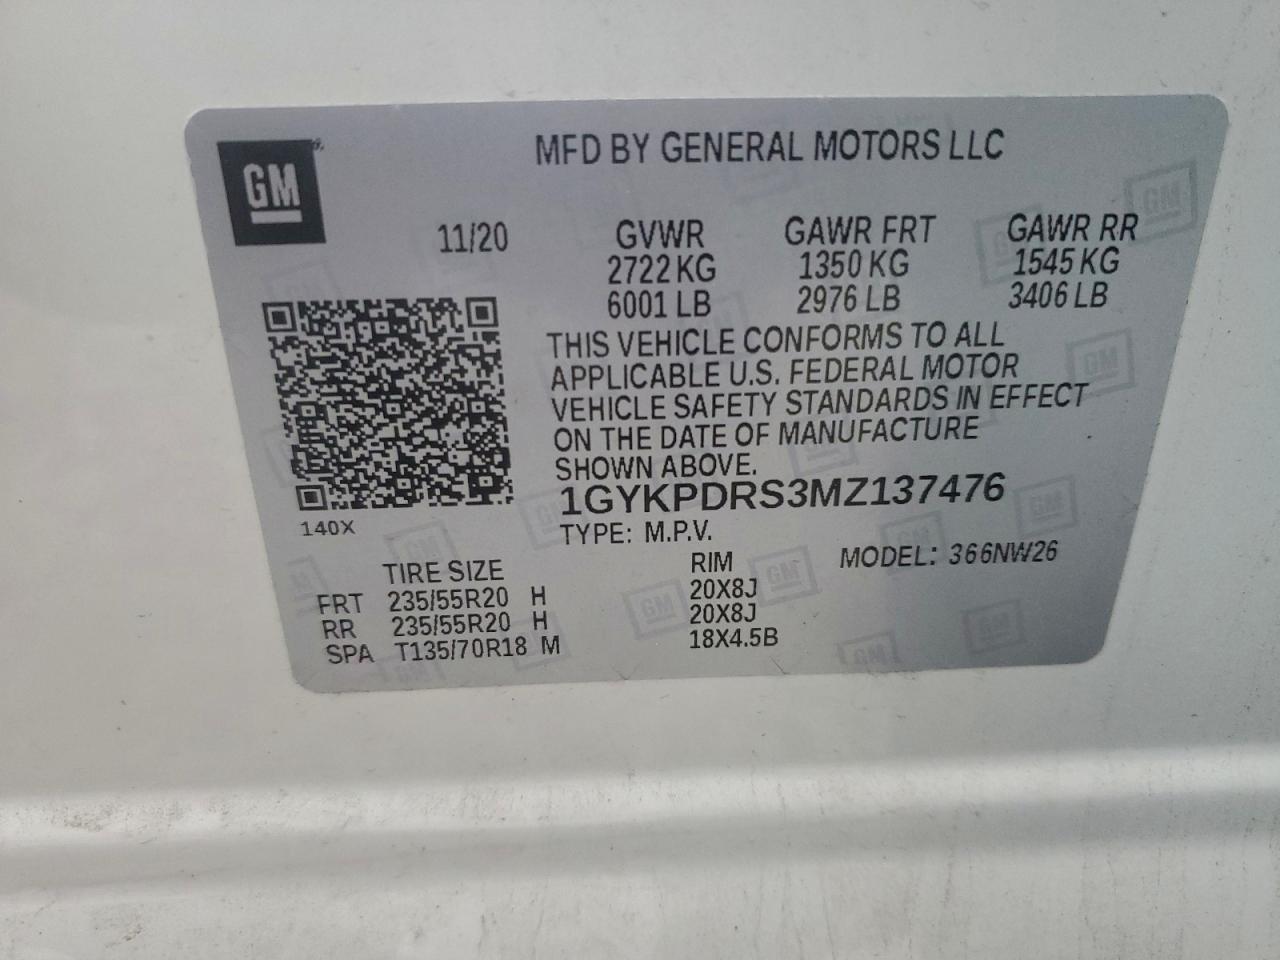 GM
MFD BY GENERAL MOTORS LLC
11/20
GVWR GAWR FRT GAWR RR
2722 KG 1350 KG 1545 KG
6001 LB 2976 LB 3406 LB
THIS VEHICLE CONFORMS TO ALL
APPLICABLE U.S. FEDERAL MOTOR
VEHICLE SAFETY STANDARDS IN EFFECT
ON THE DATE OF MANUFACTURE
SHOWN ABOVE.
1GYKPDRS3MZ137476
140X
TYPE: M.P.V.
MODEL: 366NW26
TIRE SIZE RIM
FRT 235/55R20 H 20X8J
RR 235/55R20 H 20X8J
SPA T135/70R18 M 18X4.5B